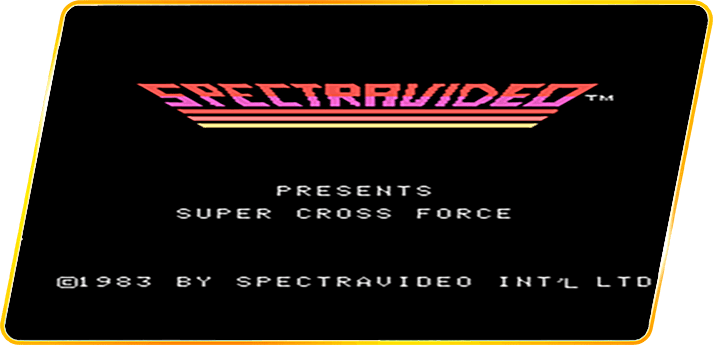 SPECTRAVIDEO™
PRESENTS
SUPER CROSS FORCE
©1983 BY SPECTRAVIDEO INT'L LTD